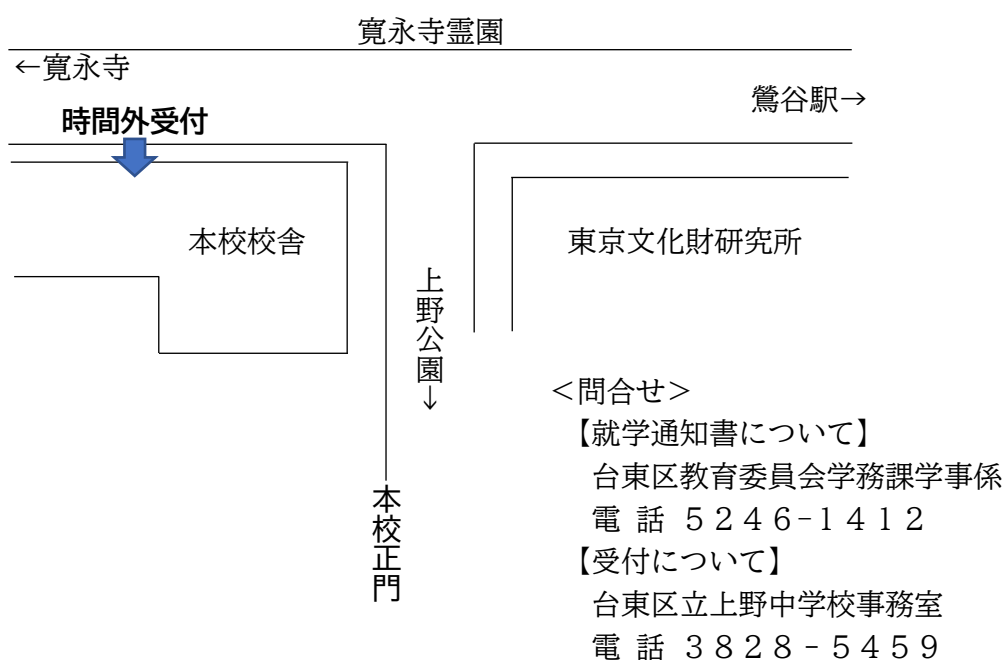 寛永寺霊園
←寛永寺
鶯谷駅→
時間外受付
本校校舎
東京文化財研究所
上野公園↓
本校正門
＜問合せ＞
【就学通知書について】
台東区教育委員会学務課学事係
電 話 ５２４６-１４１２
【受付について】
台東区立上野中学校事務室
電 話 ３８２８‐５４５９